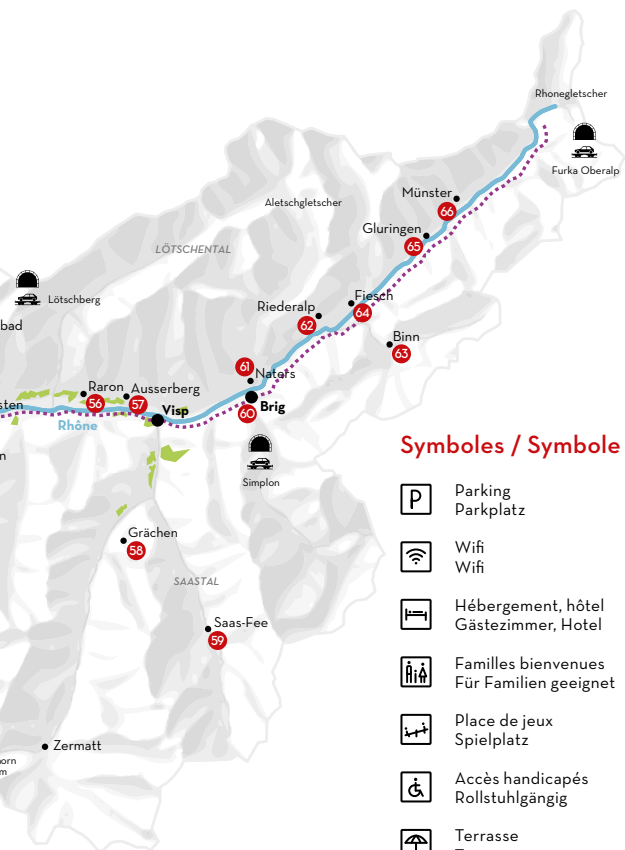 Rhonegletscher
Furka Oberalp
Münster
66
Aletschgletscher
Gluringen
65
LÖTSCHENTAL
Lötschberg
Fiesch
64
Riederalp
62
bad
Binn
63
61
Naters
Raron
56
Ausserberg
57
Visp
Brig
60
sten
Rhône
n
Simplon
Grächen
58
SAASTAL
Saas-Fee
59
Zermatt
orn
m
Symboles / Symbole
P
Parking
Parkplatz
Wifi
Wifi
Hébergement, hôtel
Gästezimmer, Hotel
Familles bienvenues
Für Familien geeignet
Place de jeux
Spielplatz
Accès handicapés
Rollstuhlgängig
Terrasse